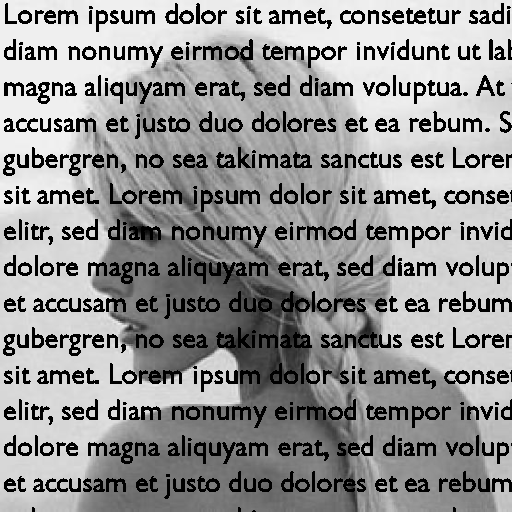 Lorem ipsum dolor sit amet, consetetur sadi
diam nonumy eirmod tempor invidunt ut lab
magna aliquyam erat, sed diam voluptua. At
accusam et justo duo dolores et ea rebum. S
gubergren, no sea takimata sanctus est Lorem
sit amet. Lorem ipsum dolor sit amet, conset
elitr, sed diam nonumy eirmod tempor invid
dolore magna aliquyam erat, sed diam volup
et accusam et justo duo dolores et ea rebum
gubergren, no sea takimata sanctus est Lorem
sit amet. Lorem ipsum dolor sit amet, conset
elitr, sed diam nonumy eirmod tempor invid
dolore magna aliquyam erat, sed diam volup
et accusam et justo duo dolores et ea rebum